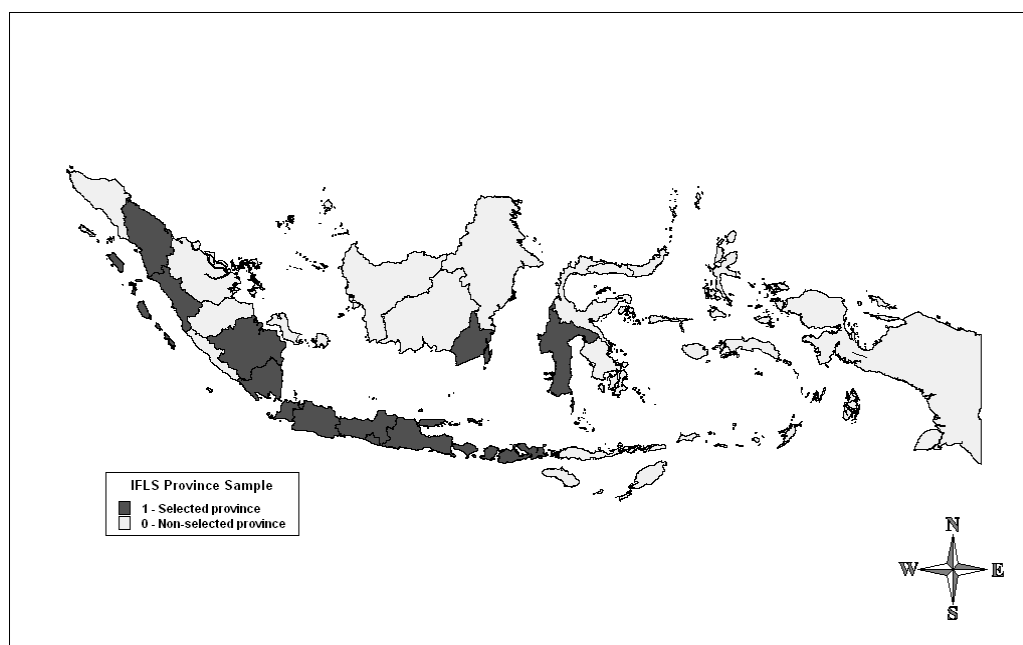 IFLS Province Sample
1 - Selected province
0 - Non-selected province
N
W E
S